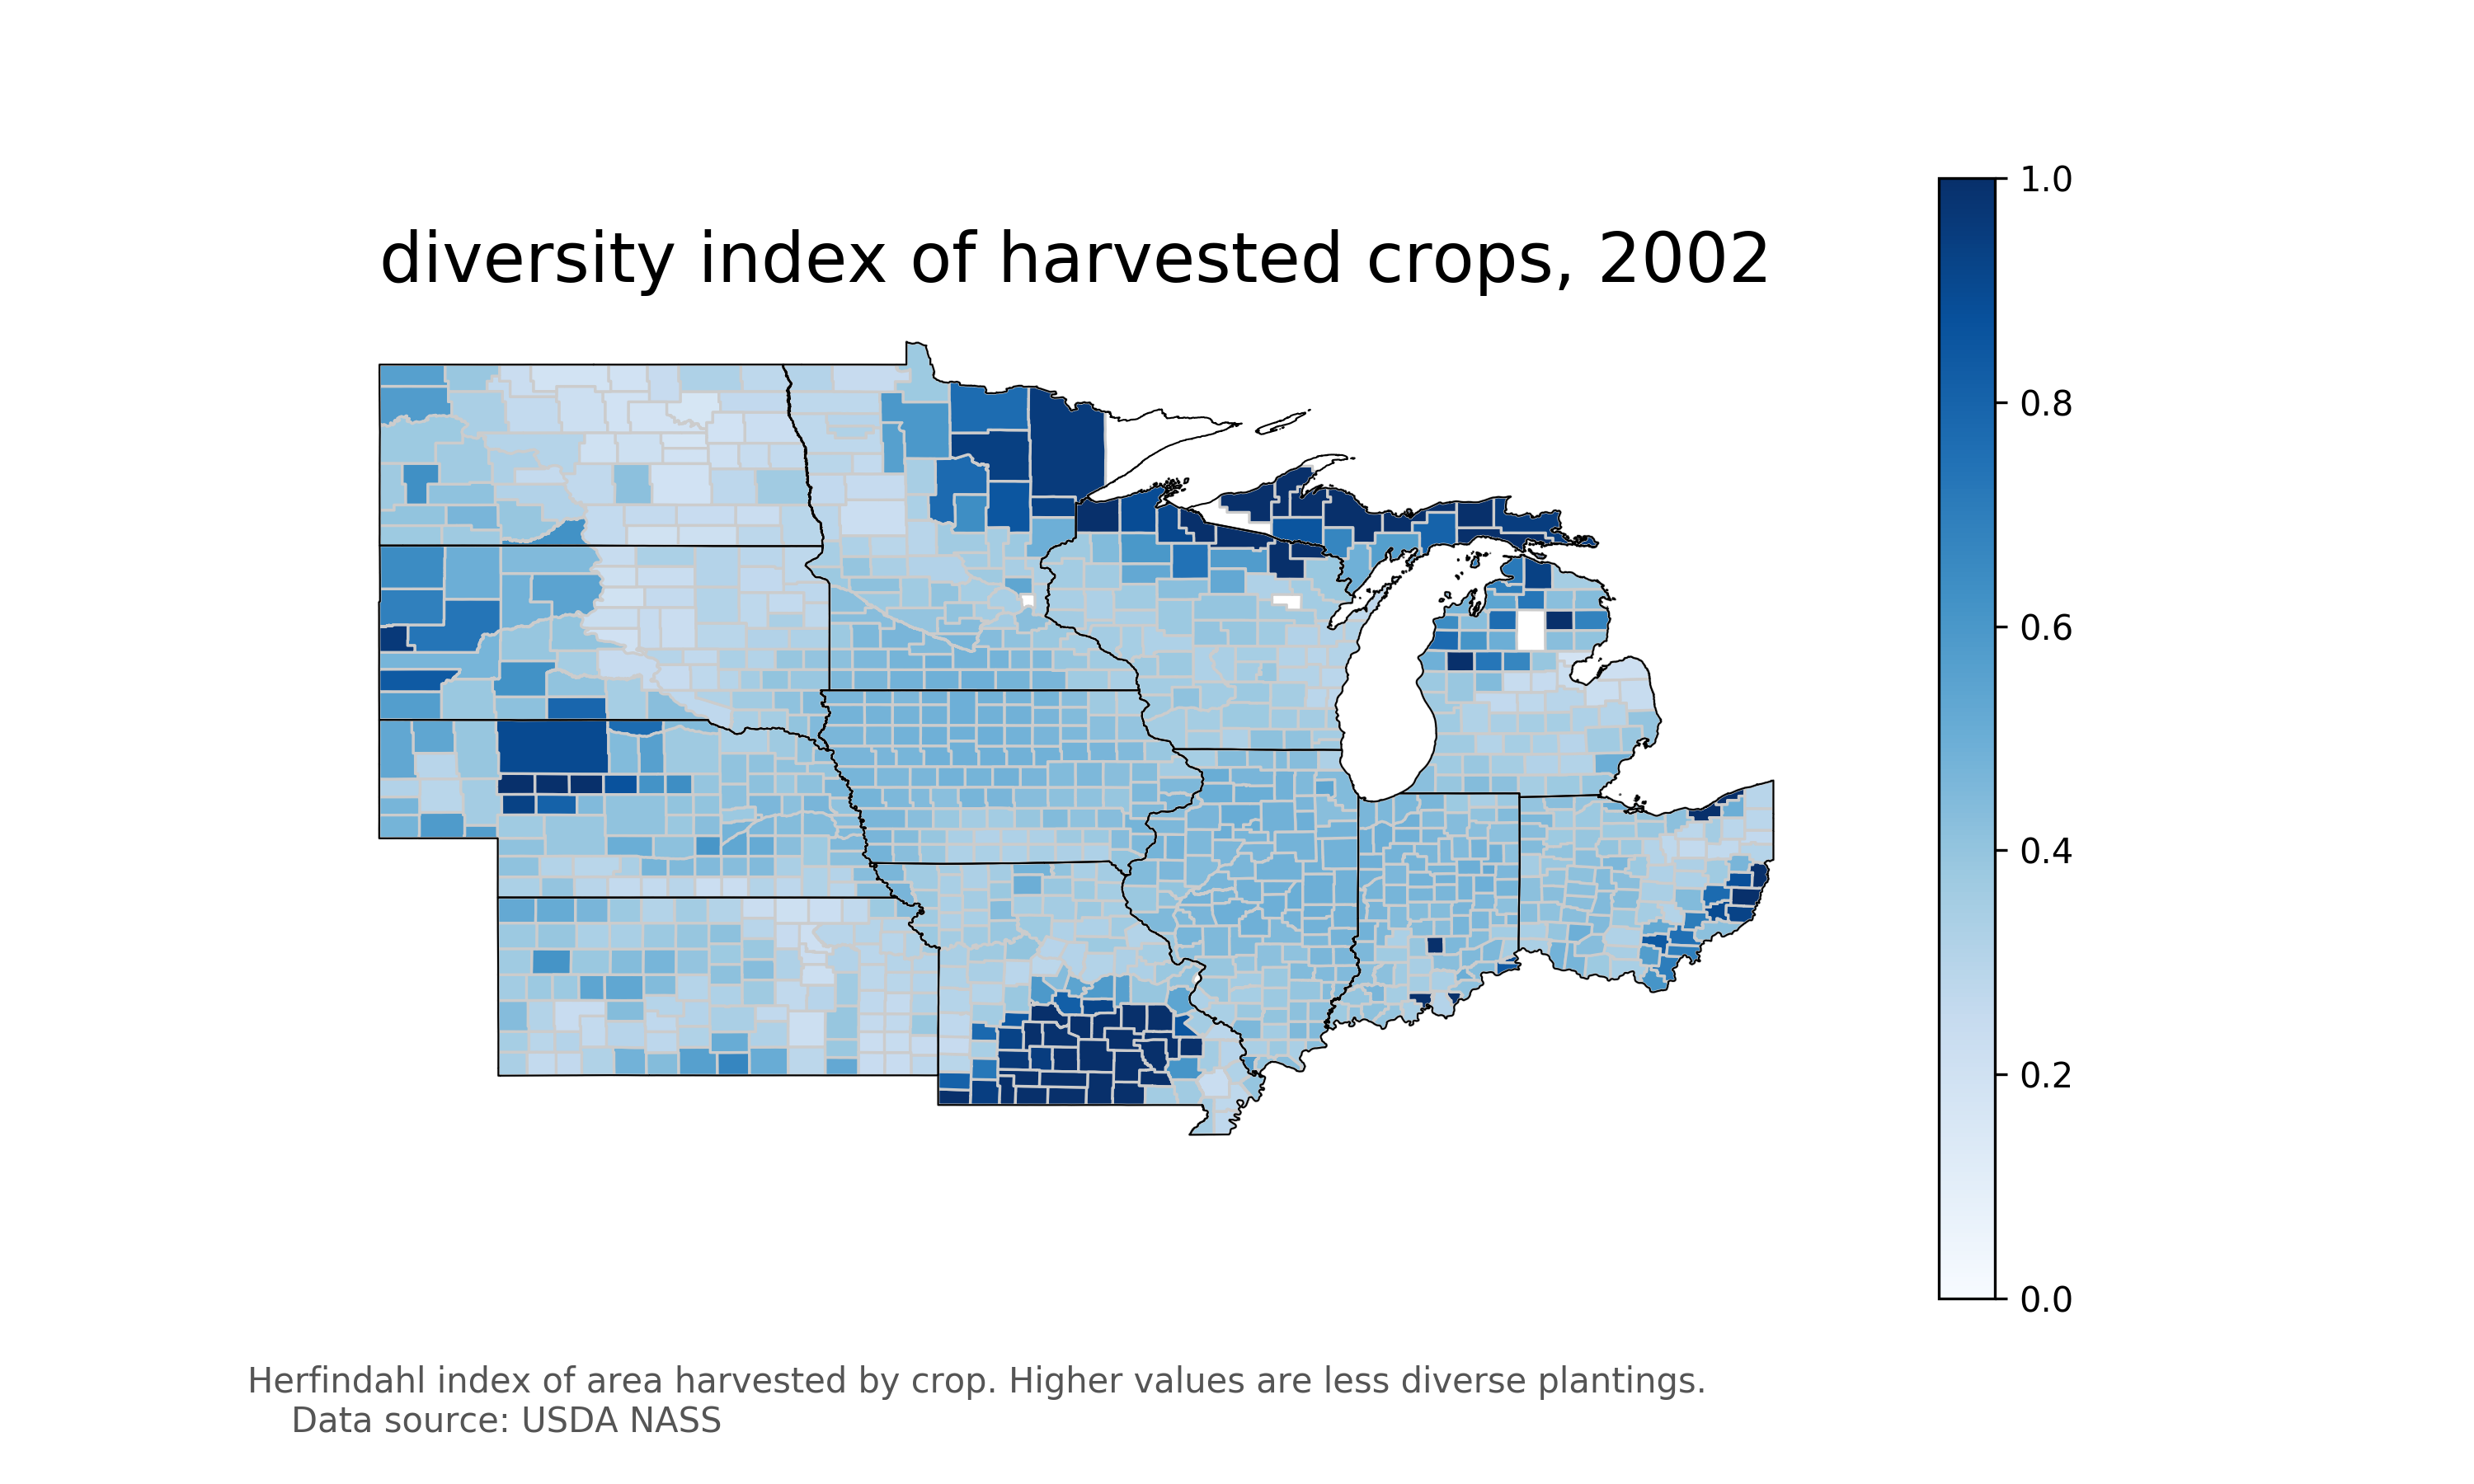 diversity index of harvested crops, 2002
1.0
0.8
0.6
0.4
0.2
0.0
Herfindahl index of area harvested by crop. Higher values are less diverse plantings.
Data source: USDA NASS